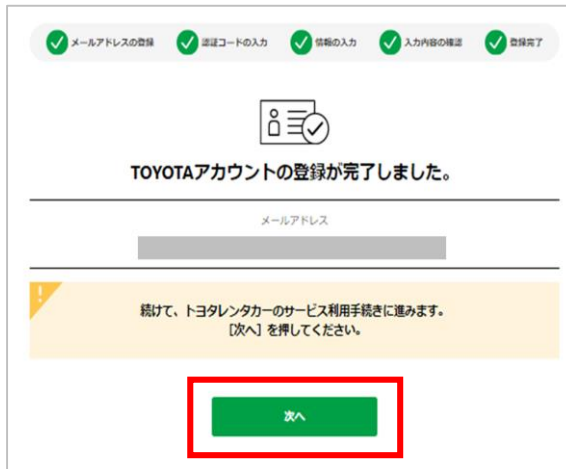 メールアドレスの登録
認証コードの入力
情報の入力
入力内容の確認
登録完了
TOYOTAアカウントの登録が完了しました。
メールアドレス
!
続けて、トヨタレンタカーのサービス利用手続きに進みます。
[次へ] を押してください。
次へ